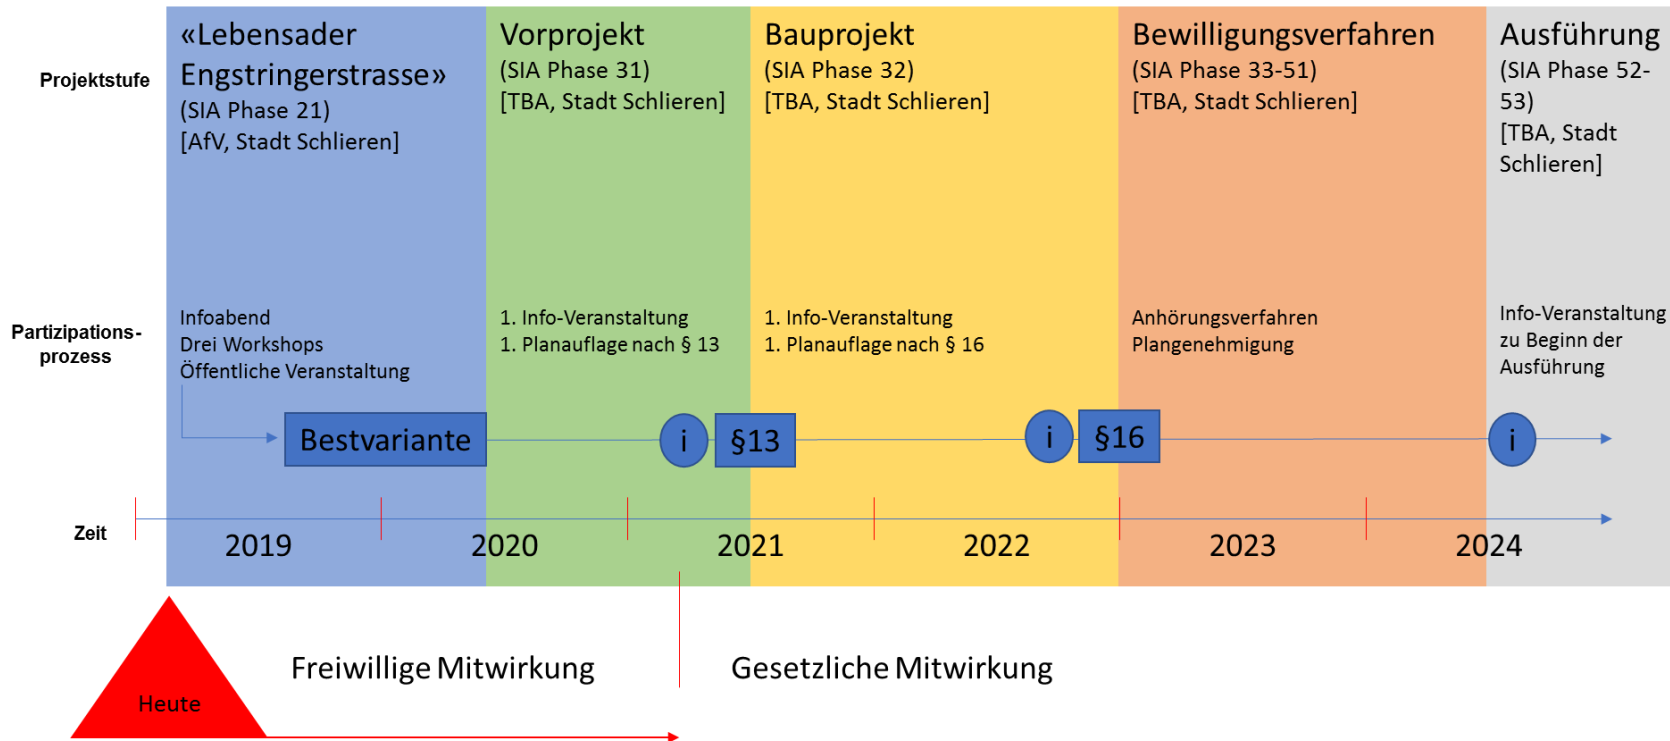 Projektstufe
«Lebensader
Engstringerstrasse»
(SIA Phase 21)
[AfV, Stadt Schlieren]
Vorprojekt
(SIA Phase 31)
[TBA, Stadt Schlieren]
Bauprojekt
(SIA Phase 32)
[TBA, Stadt Schlieren]
Bewilligungsverfahren
(SIA Phase 33-51)
[TBA, Stadt Schlieren]
Ausführung
(SIA Phase 52-
53)
[TBA, Stadt
Schlieren]
Partizipations-
prozess
Infoabend
Drei Workshops
Öffentliche Veranstaltung
1. Info-Veranstaltung
1. Planauflage nach § 13
1. Info-Veranstaltung
1. Planauflage nach § 16
Anhörungsverfahren
Plangenehmigung
Info-Veranstaltung
zu Beginn der
Ausführung
Bestvariante
i
§13
i
§16
i
Zeit
2019
2020
2021
2022
2023
2024
Heute
Freiwillige Mitwirkung
Gesetzliche Mitwirkung